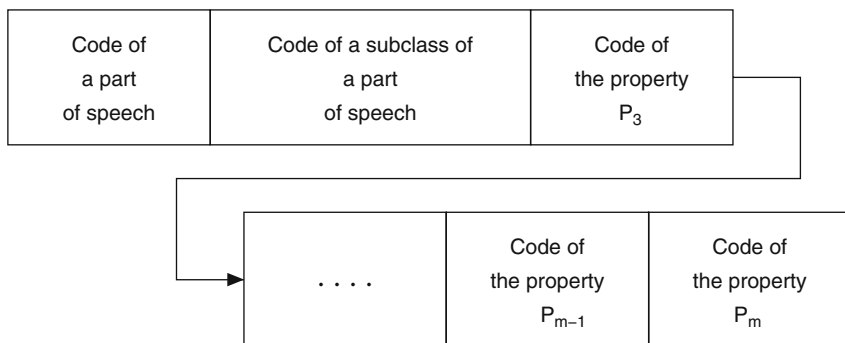 Code of
a part
of speech
Code of a subclass of
a part
of speech
Code of
the property
P₃
. . . .
Code of
the property
Pₘ₋₁
Code of
the property
Pₘ